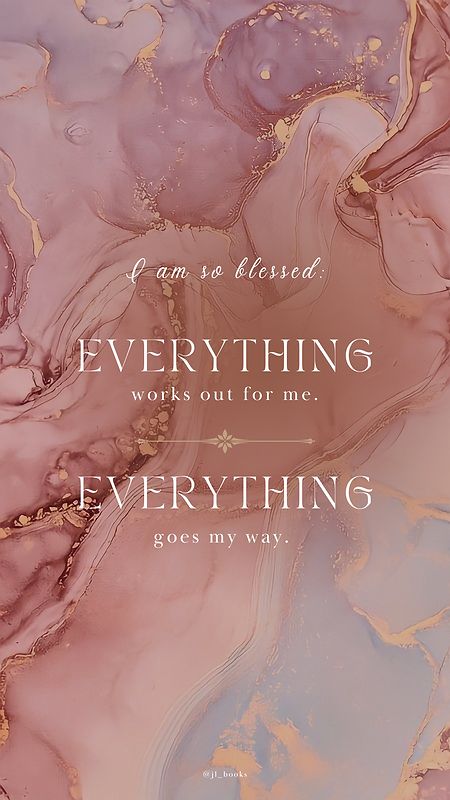 I am so blessed:
EVERYTHING
works out for me.
EVERYTHING
goes my way.
@jl_books